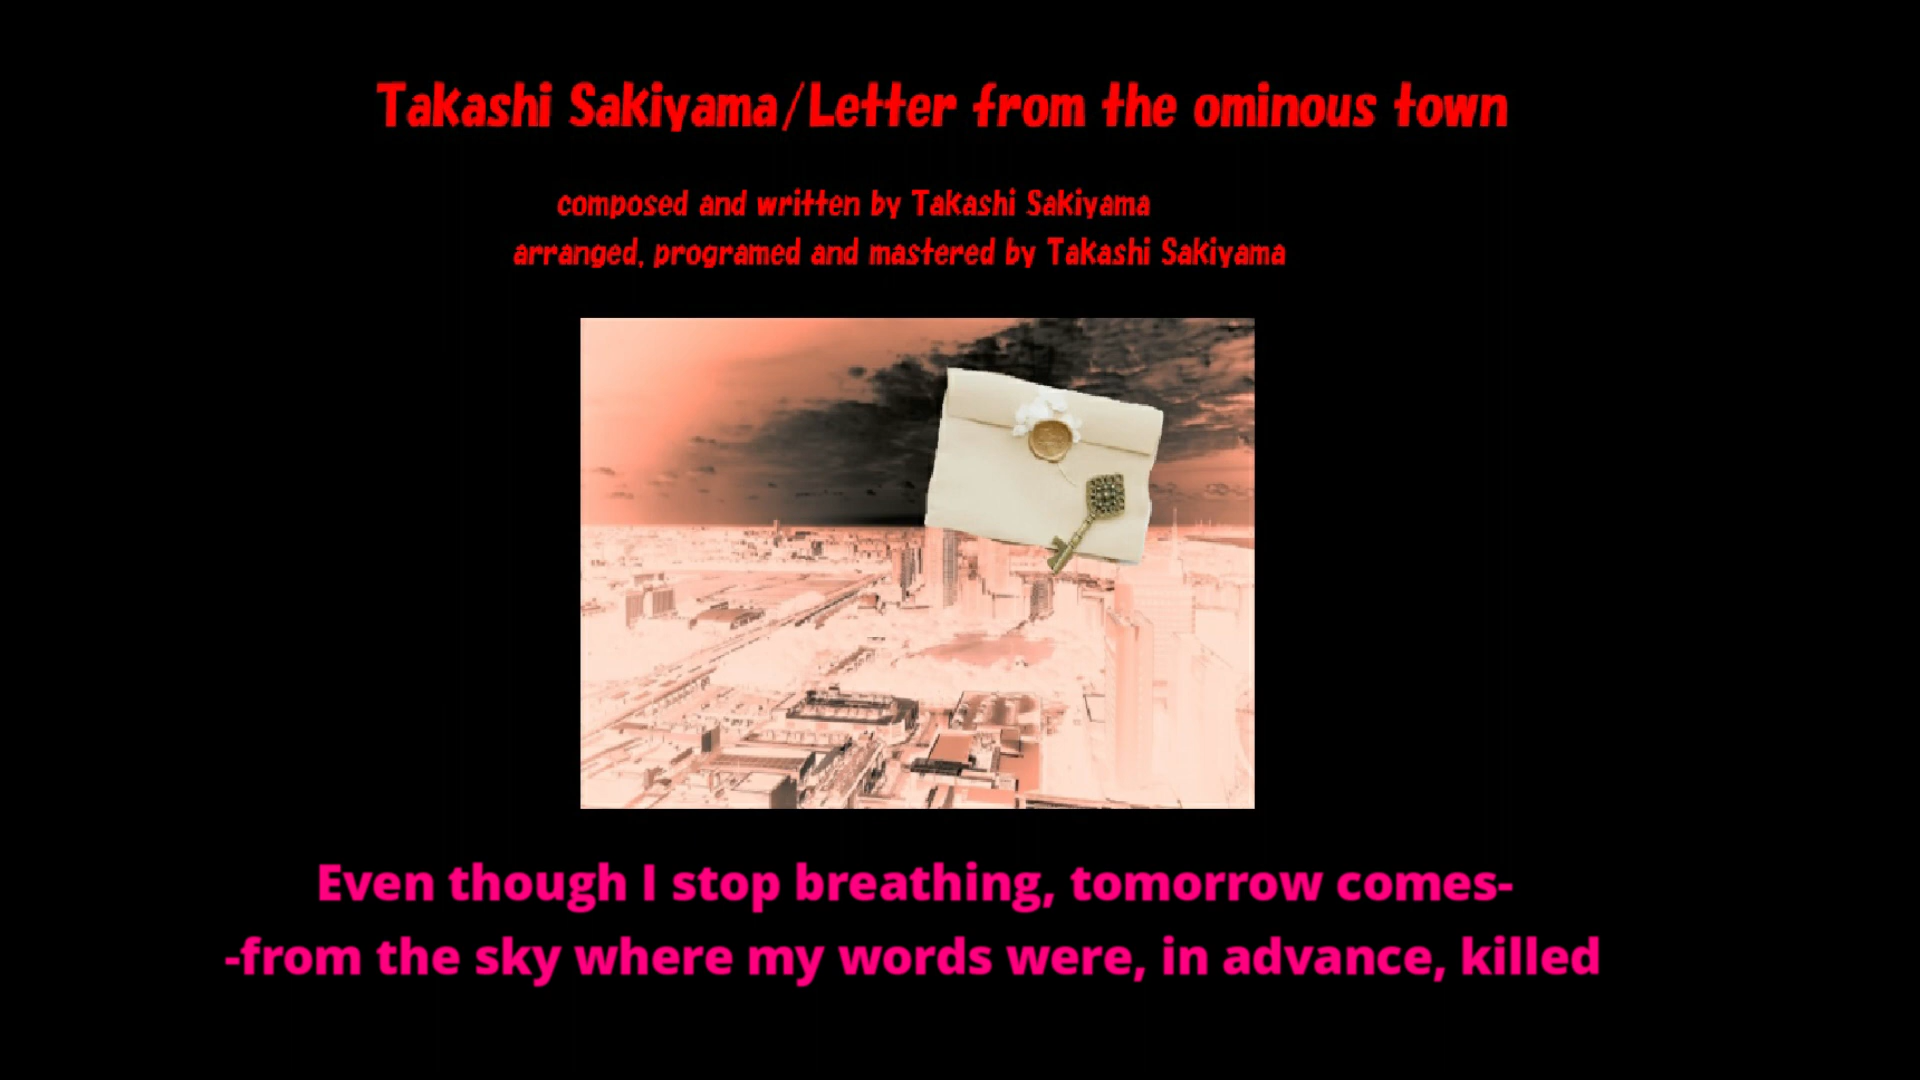 Takashi Sakiyama/Letter from the ominous town
composed and written by Takashi Sakiyama
arranged, programed and mastered by Takashi Sakiyama
Even though I stop breathing, tomorrow comes-
-from the sky where my words were, in advance, killed